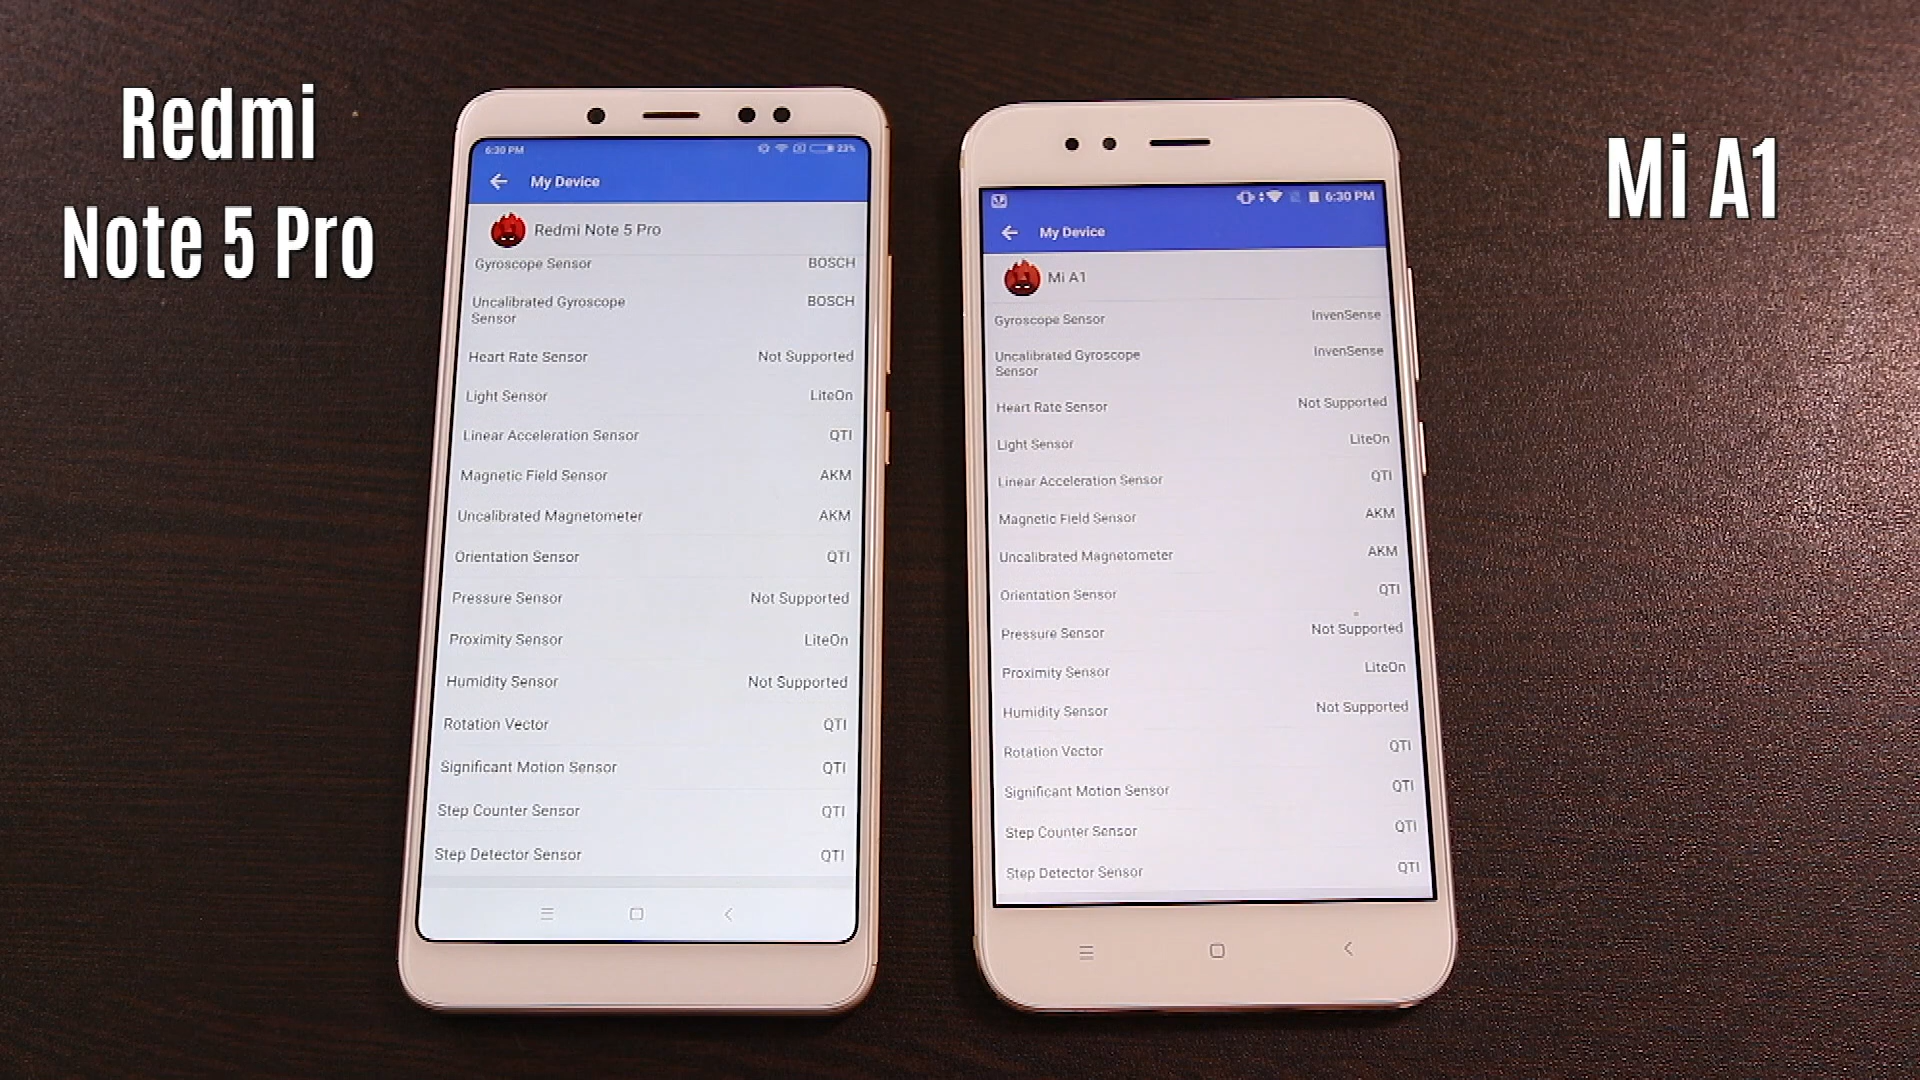 Redmi
Note 5 Pro
6:30 PM
23%
My Device
Redmi Note 5 Pro
Gyroscope Sensor BOSCH
Uncalibrated Gyroscope BOSCH
Sensor
Heart Rate Sensor Not Supported
Light Sensor LiteOn
Linear Acceleration Sensor QTI
Magnetic Field Sensor AKM
Uncalibrated Magnetometer AKM
Orientation Sensor QTI
Pressure Sensor Not Supported
Proximity Sensor LiteOn
Humidity Sensor Not Supported
Rotation Vector QTI
Significant Motion Sensor QTI
Step Counter Sensor QTI
Step Detector Sensor QTI
Mi A1
6:30 PM
My Device
Mi A1
Gyroscope Sensor InvenSense
Uncalibrated Gyroscope InvenSense
Sensor
Heart Rate Sensor Not Supported
Light Sensor LiteOn
Linear Acceleration Sensor QTI
Magnetic Field Sensor AKM
Uncalibrated Magnetometer AKM
Orientation Sensor QTI
Pressure Sensor Not Supported
Proximity Sensor LiteOn
Humidity Sensor Not Supported
Rotation Vector QTI
Significant Motion Sensor QTI
Step Counter Sensor QTI
Step Detector Sensor QTI